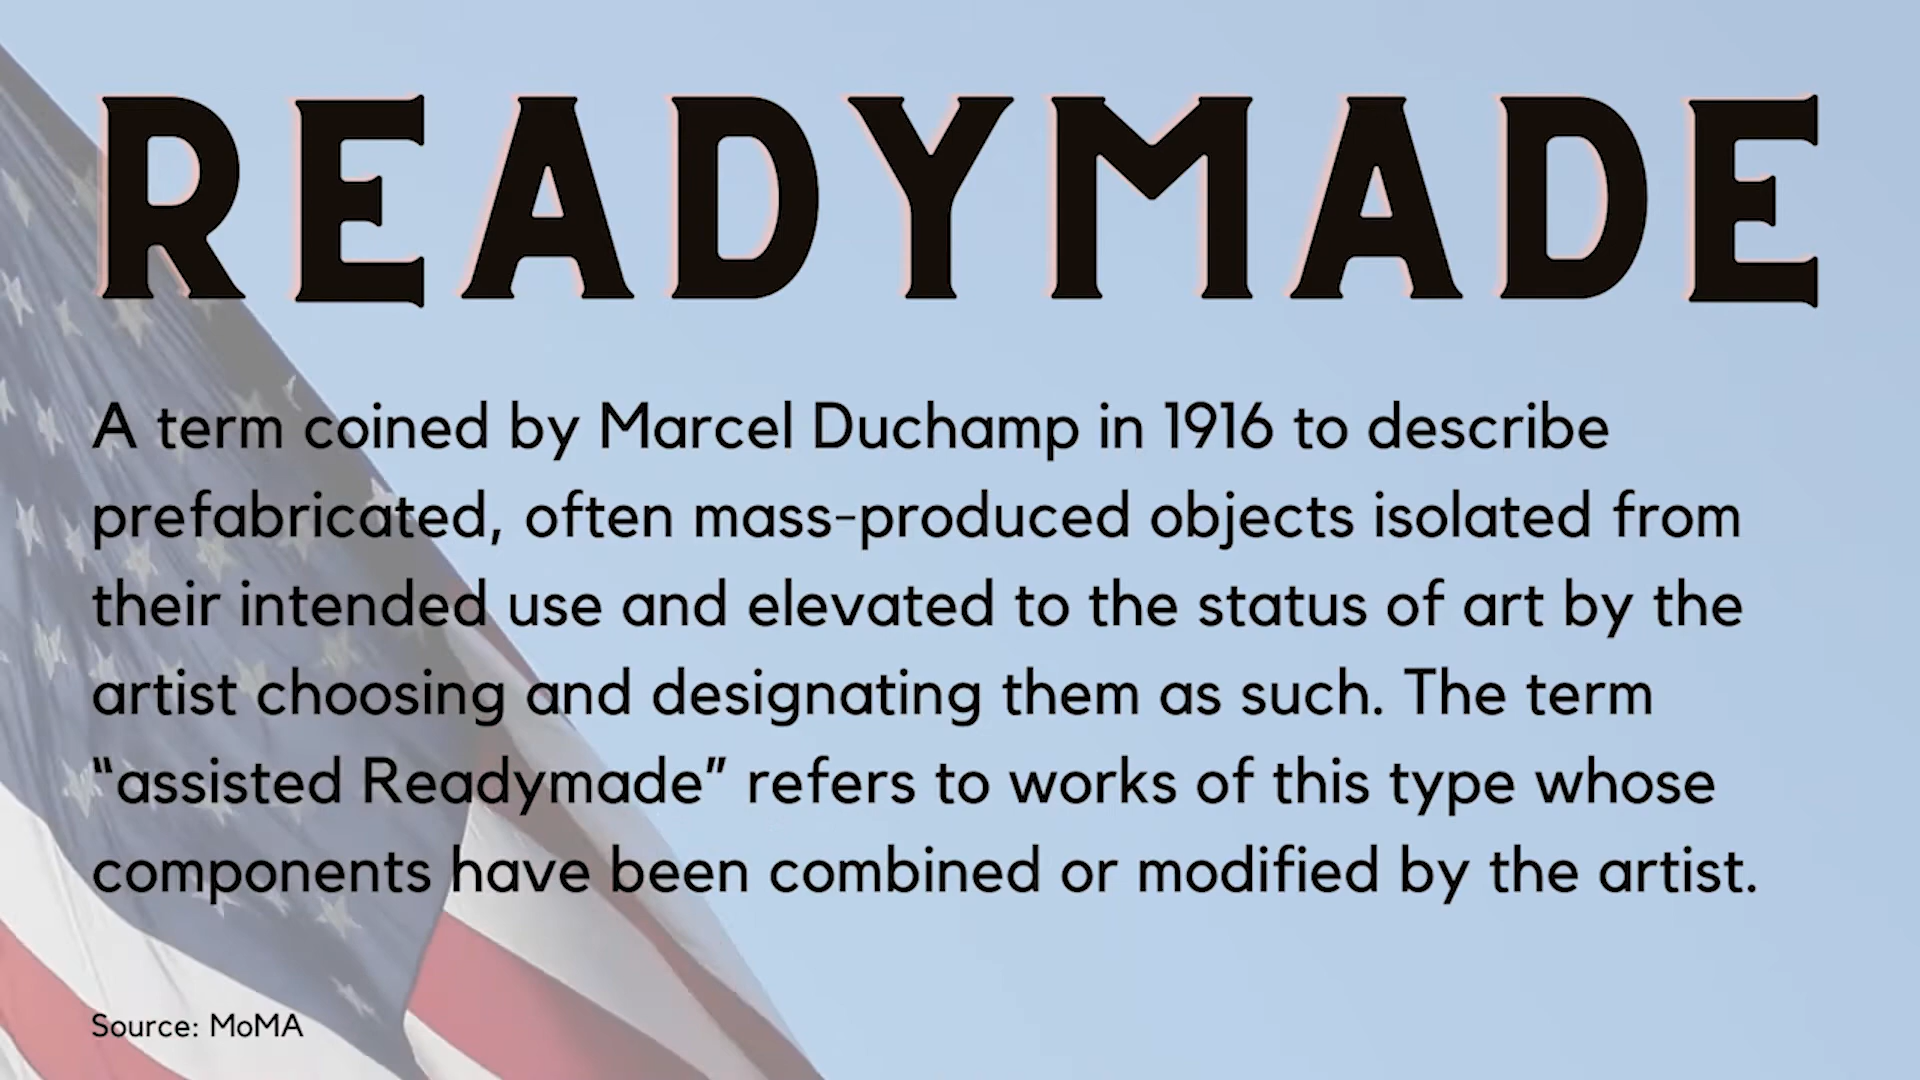 READYMADE
A term coined by Marcel Duchamp in 1916 to describe
prefabricated, often mass-produced objects isolated from
their intended use and elevated to the status of art by the
artist choosing and designating them as such. The term
“assisted Readymade” refers to works of this type whose
components have been combined or modified by the artist.
Source: MoMA